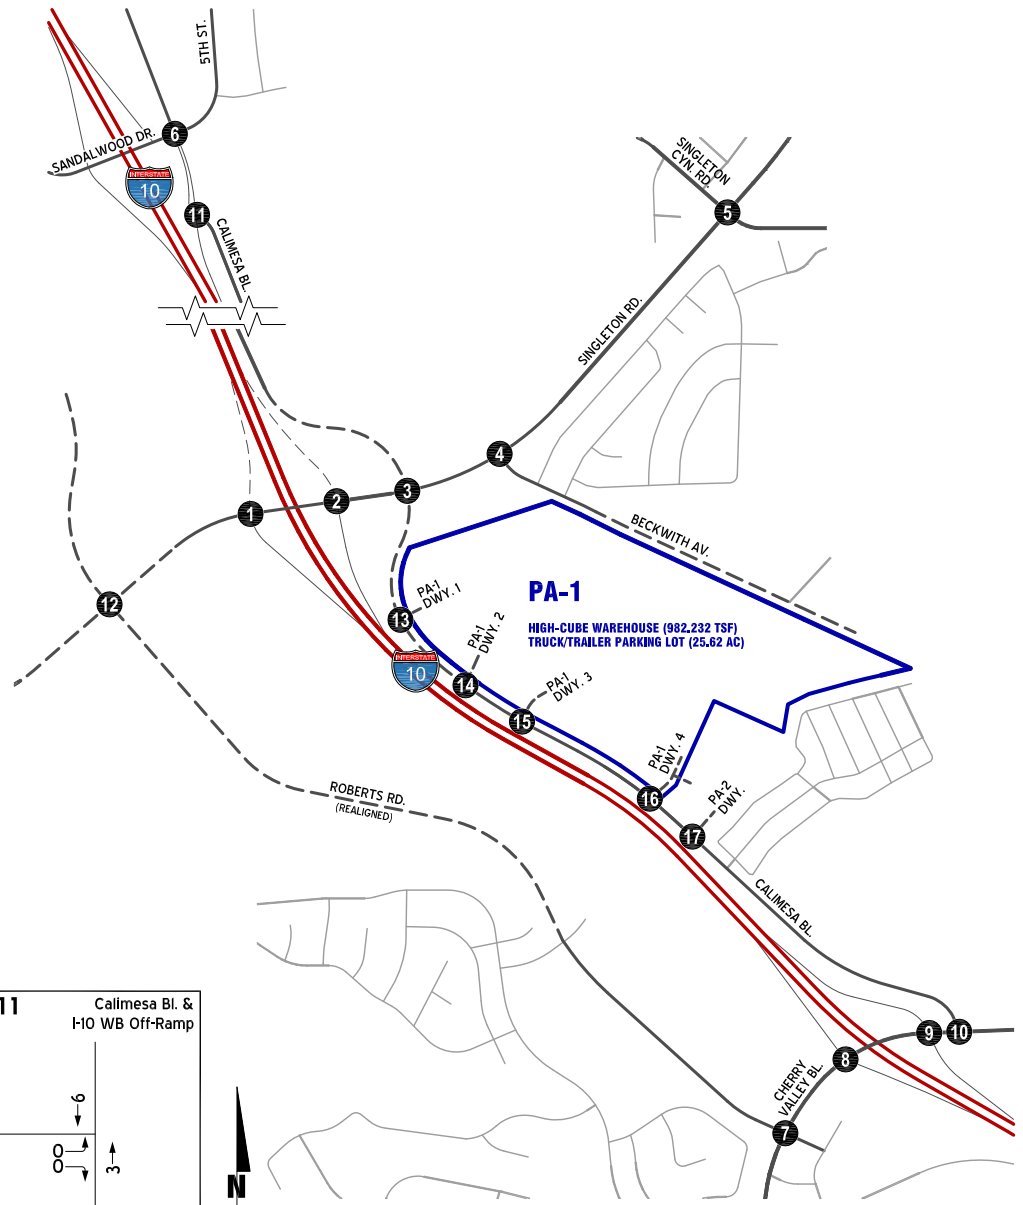 5TH ST.
6
SANDALWOOD DR.
INTERSTATE
10
11
CALIMESA BL.
SINGLETON
CYN. RD.
5
SINGLETON RD.
4
3
2
1
BECKWITH AV.
12
PA-1
DWY. 1
13
PA-1
DWY. 2
PA-1
HIGH-CUBE WAREHOUSE (982.232 TSF)
TRUCK/TRAILER PARKING LOT (25.62 AC)
INTERSTATE
10
14
PA-1
DWY. 3
15
PA-1
DWY. 4
16
PA-2
DWY.
17
ROBERTS RD.
(REALIGNED)
CALIMESA BL.
9
10
8
CHERRY
VALLEY BL.
7
11
Calimesa Bl. &
I-10 WB Off-Ramp
6
0
0
3
N